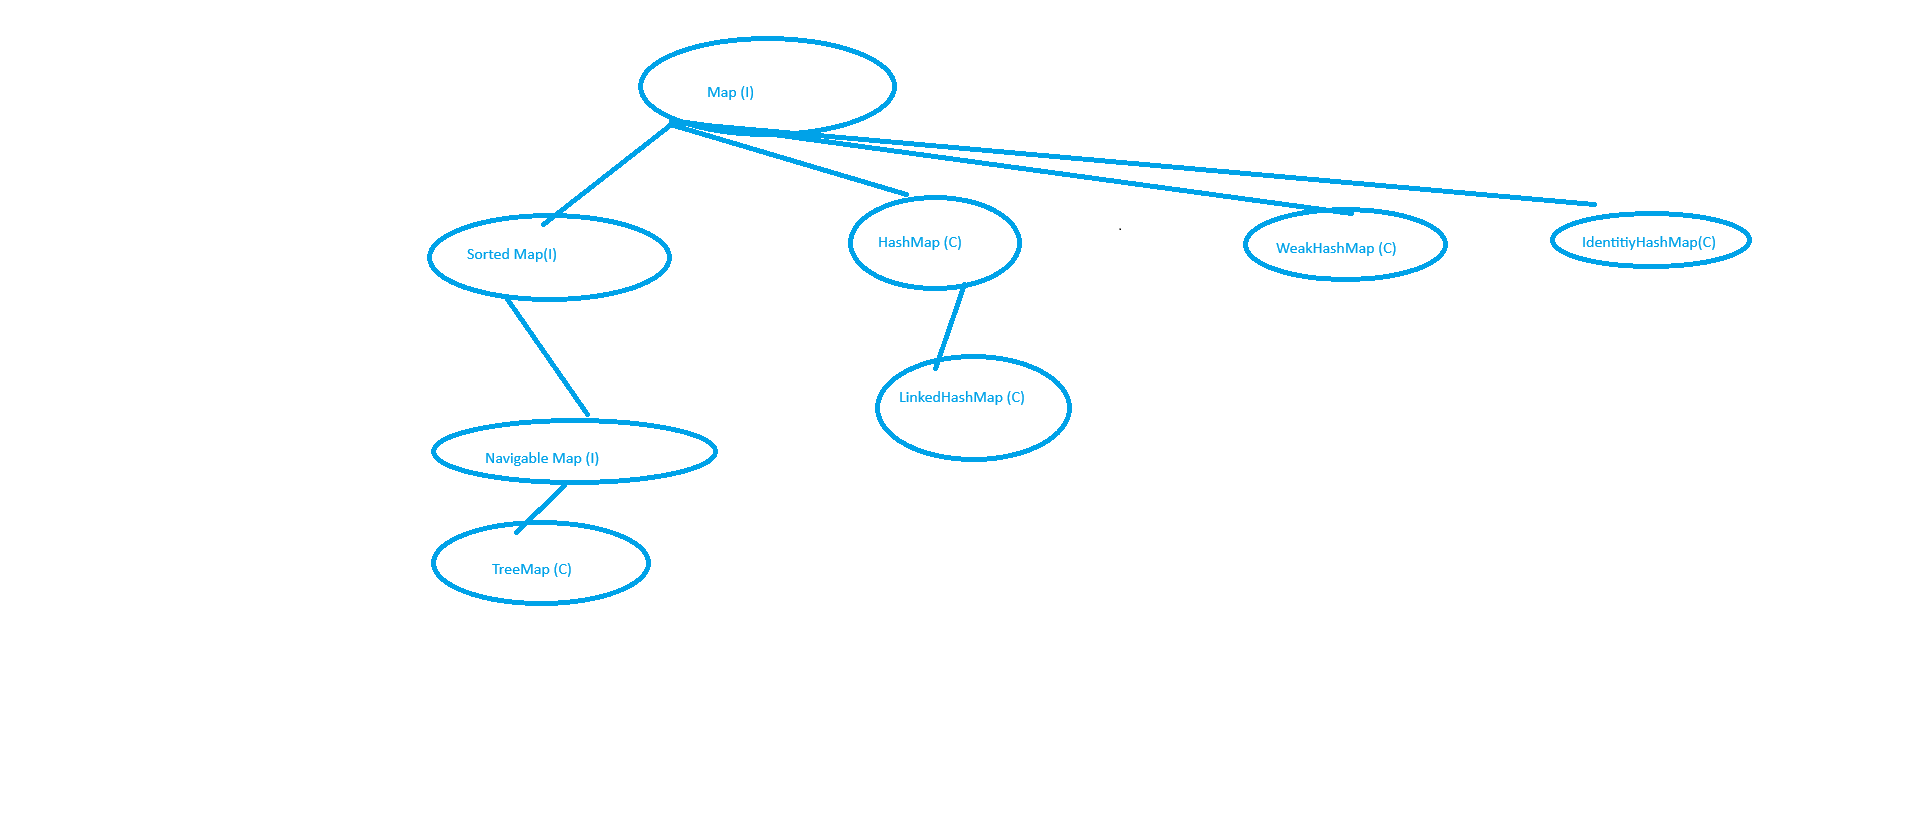 Map (I)
Sorted Map(I)
HashMap (C)
WeakHashMap (C)
IdentitiyHashMap(C)
LinkedHashMap (C)
Navigable Map (I)
TreeMap (C)